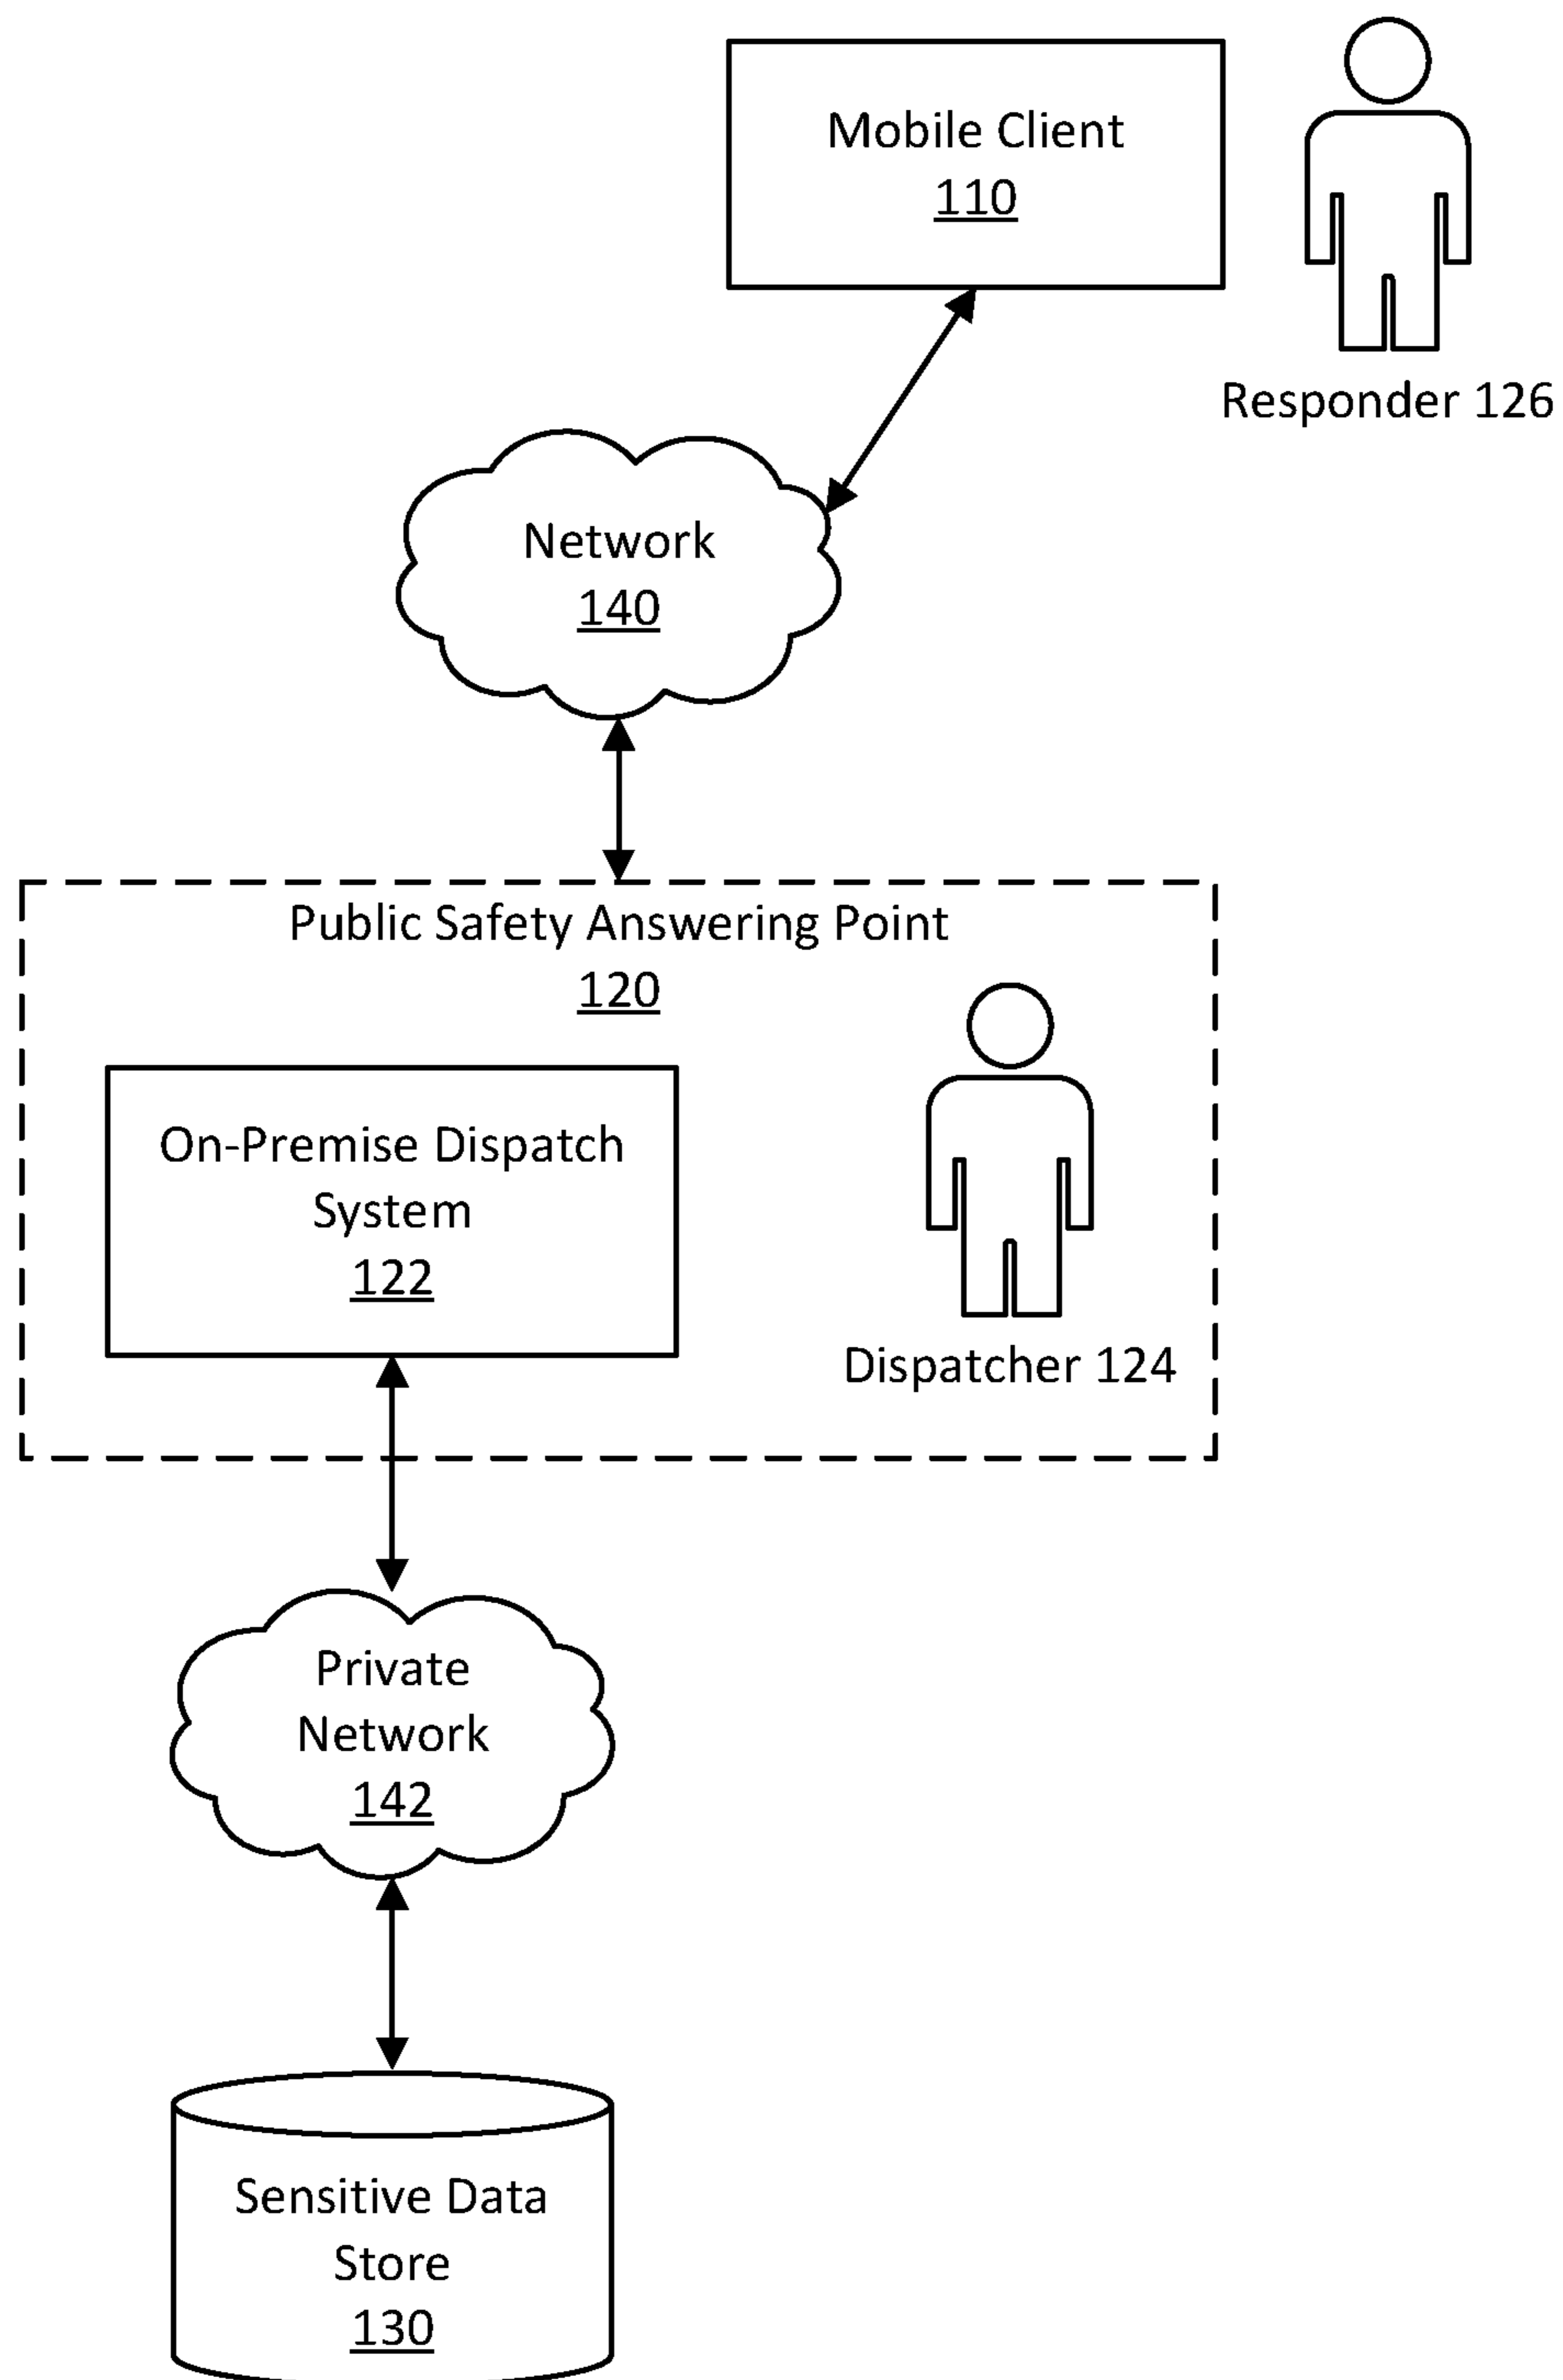 Mobile Client
110
Responder 126
Network
140
Public Safety Answering Point
120
On-Premise Dispatch
System
122
Dispatcher 124
Private
Network
142
Sensitive Data
Store
130